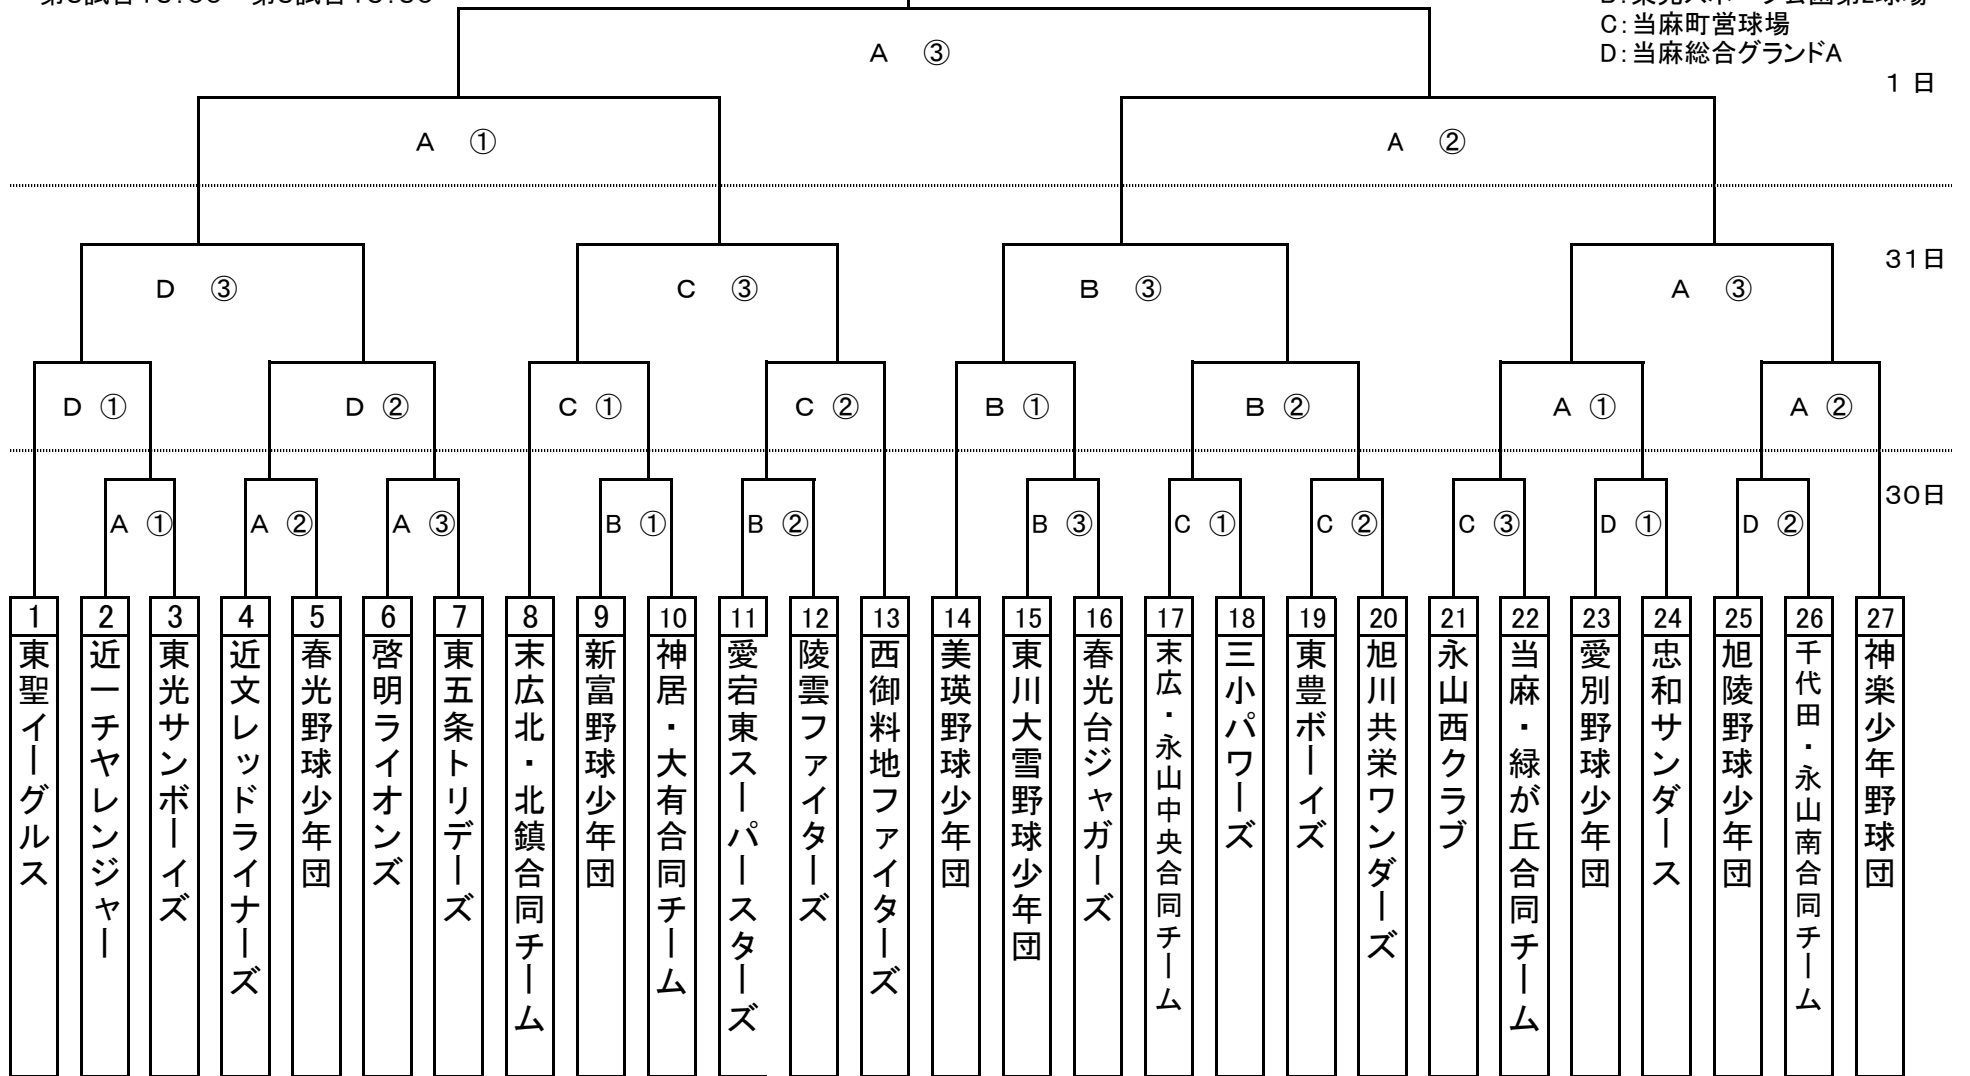 C:当麻町営球場
D:当麻総合グランドA
A ③
1 日
A ① A ②
31日
D ③ C ③ B ③ A ③
D ① D ② C ① C ② B ① B ② A ① A ②
30日
A ① A ② A ③ B ① B ② B ③ C ① C ② C ③ D ① D ②
1 東聖イーグルス
2 近一チャレンジャー
3 東光サンボーイズ
4 近文レッドライナーズ
5 春光野球少年団
6 啓明ライオンズ
7 東五条トリデーズ
8 末広北・北鎮合同チーム
9 新富野球少年団
10 神居・大有合同チーム
11 愛宕東スーパースターズ
12 陵雲ファイターズ
13 西御料地ファイターズ
14 美瑛野球少年団
15 東川大雪野球少年団
16 春光台ジャガーズ
17 末広・永山中央合同チーム
18 三小パワーズ
19 東豊ボーイズ
20 旭川共栄ワンダーズ
21 永山西クラブ
22 当麻・緑が丘合同チーム
23 愛別野球少年団
24 忠和サンダース
25 旭陵野球少年団
26 千代田・永山南合同チーム
27 神楽少年野球団